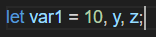 let var1 = 10, y, z;